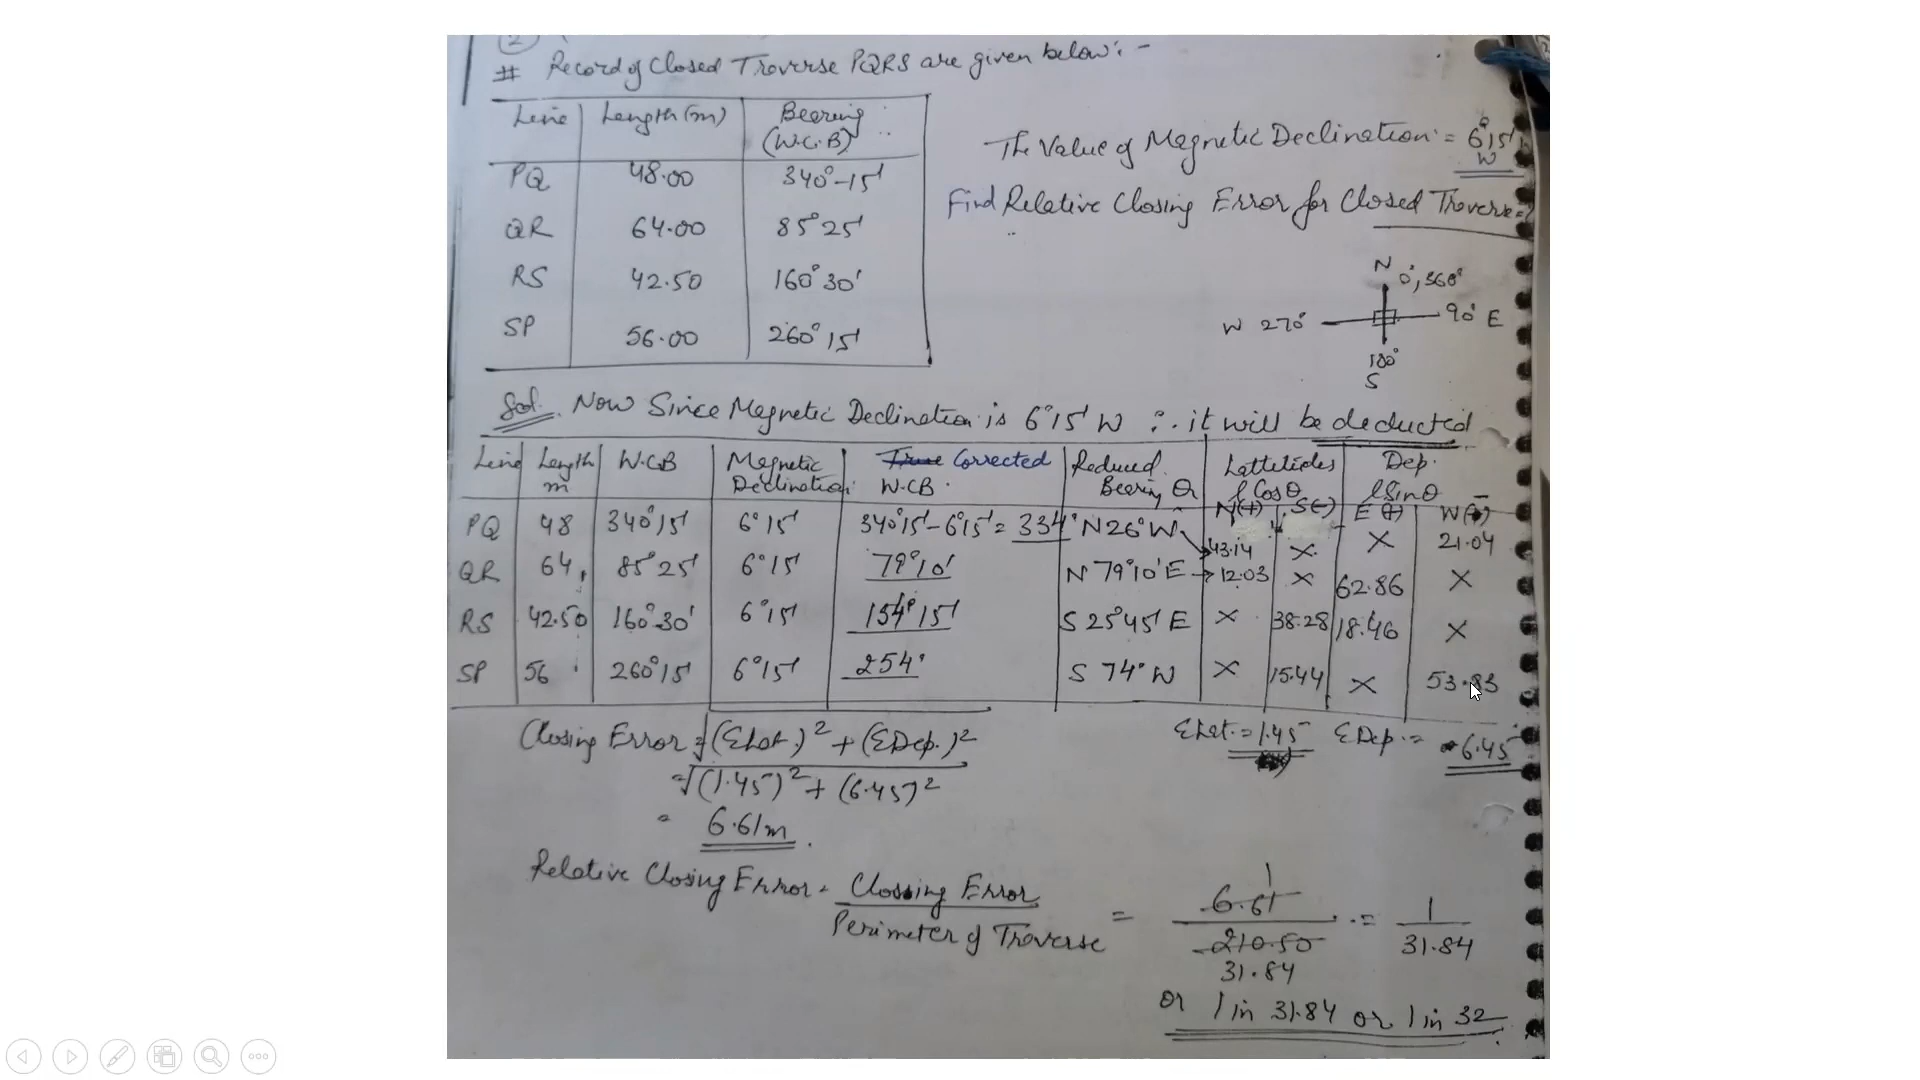 2
# Record of Closed Traverse PQRS are given below:-
Line Length (m) Bearing (W.C.B)
PQ 48.00 340°-15'
QR 64.00 85°25'
RS 42.50 160°30'
SP 56.00 260°15'
The Value of Magnetic Declination = 6°15' W
Find Relative Closing Error for Closed Traverse=?
N 0°, 360°
W 270° 90° E
180°
S
Sol. Now Since Magnetic Declination is 6°15' W ∴ it will be deducted
Line Length m W.C.B Magnetic Declination Corrected W.CB. Reduced Bearing θ Lattitudes l Cosθ N(+) S(-) Dep. l Sinθ E(+) W(-)
PQ 48 340°15' 6°15' 340°15'-6°15'= 334° N26°W 43.14 × × 21.04
QR 64 85°25' 6°15' 79°10' N 79°10'E 12.03 × 62.86 ×
RS 42.50 160°30' 6°15' 154°15' S 25°45' E × 38.28 18.46 ×
SP 56 260°15' 6°15' 254° S 74° W × 15.44 × 53.83
ΣLat. = 1.45 ΣDep. = 6.45
Closing Error = √(ΣLat.)² + (ΣDep.)²
= √(1.45)² + (6.45)²
= 6.61m.
Relative Closing Error = Clossing Error / Perimeter of Traverse = 6.61 / 210.50 = 1 / 31.84
1
31.84
or 1 in 31.84 or 1 in 32